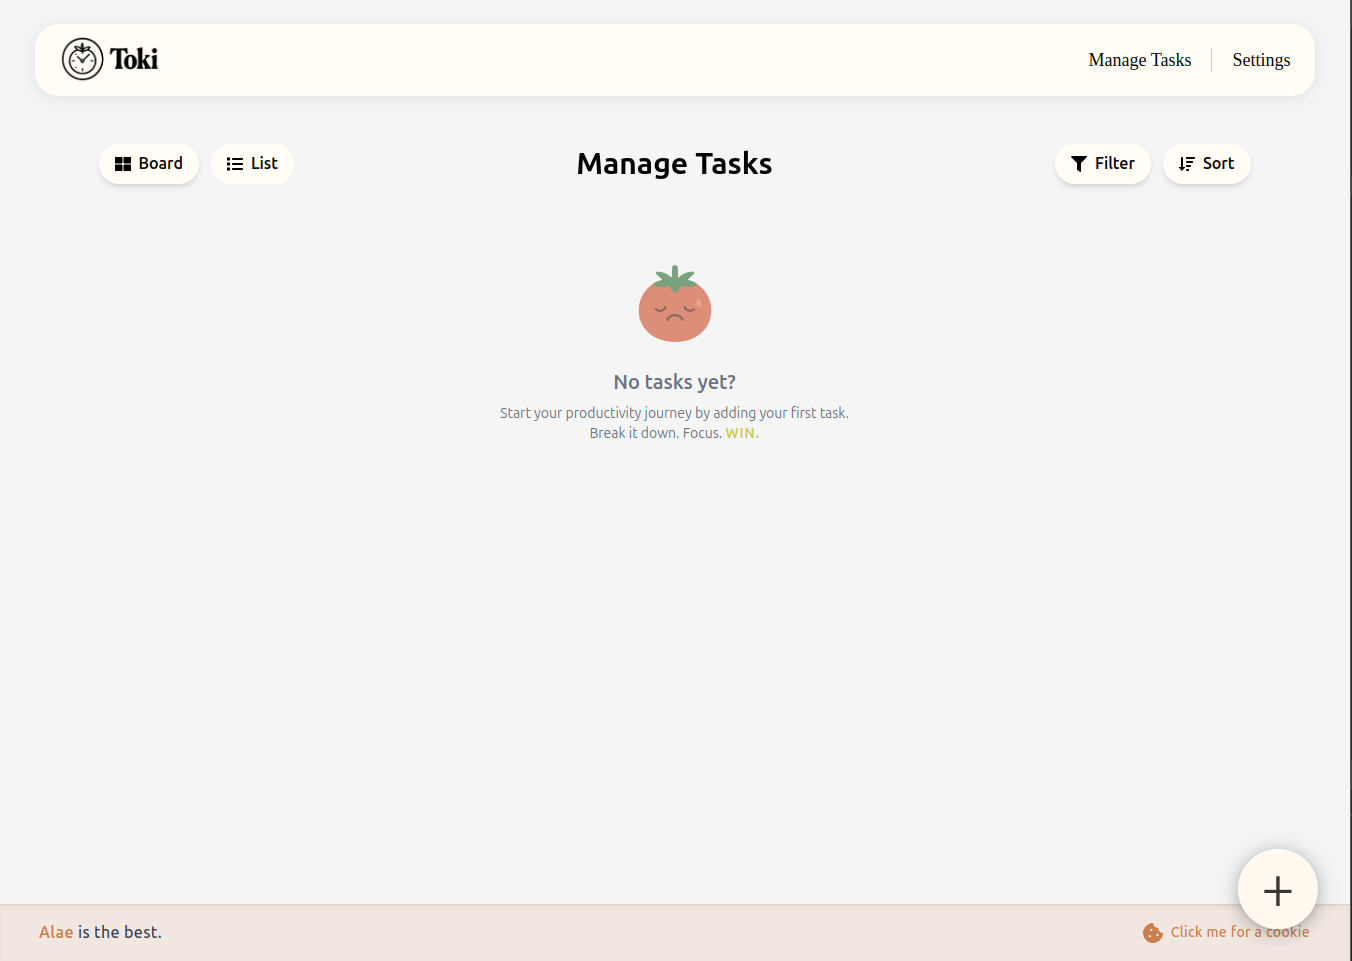 Toki
Manage Tasks
Settings
Board
List
Manage Tasks
Filter
Sort
No tasks yet?
Start your productivity journey by adding your first task.
Break it down. Focus. WIN.
Alae is the best.
Click me for a cookie